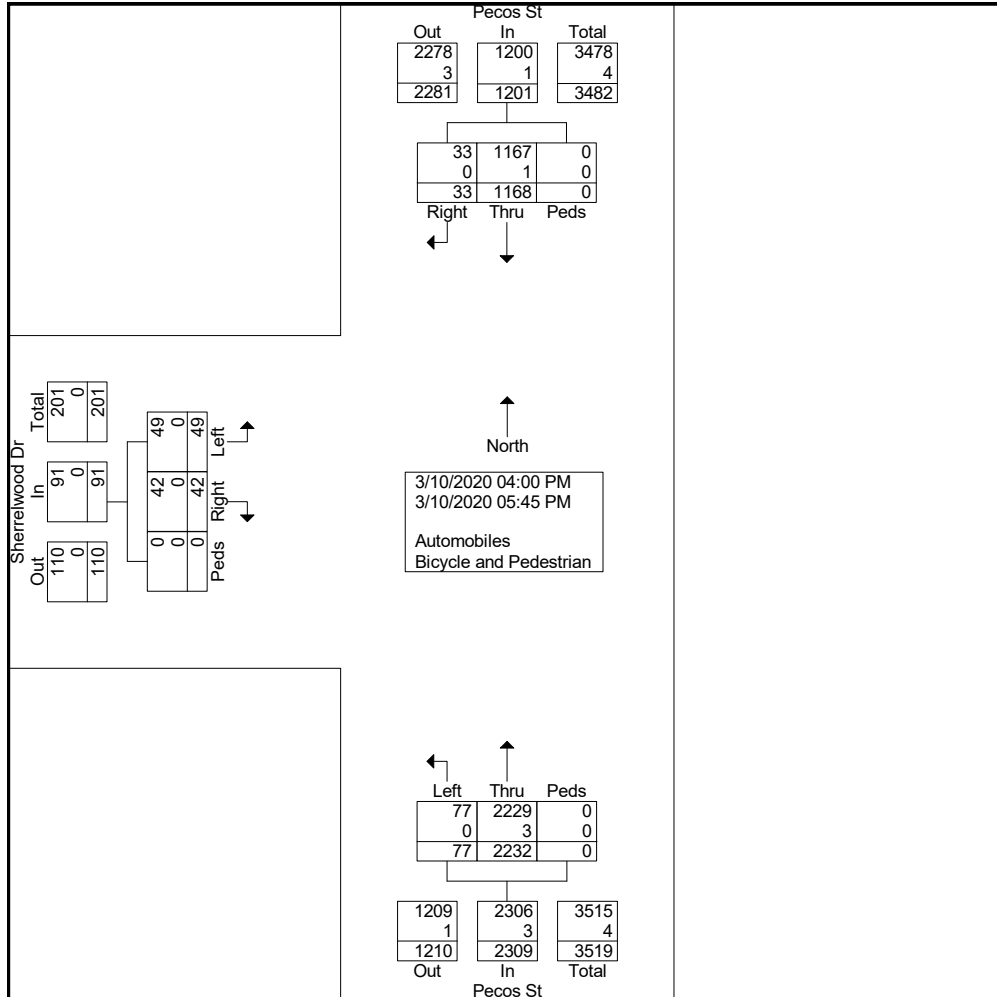 Pecos St
Out In Total
2278 1200 3478
3 1 4
2281 1201 3482
33 1167 0
0 1 0
33 1168 0
Right Thru Peds
Sherrelwood Dr
Out In Total
110 91 201
0 0 0
110 91 201
0 42 49
0 0 0
0 42 49
Peds Right Left
North
3/10/2020 04:00 PM
3/10/2020 05:45 PM
Automobiles
Bicycle and Pedestrian
Left Thru Peds
77 2229 0
0 3 0
77 2232 0
1209 2306 3515
1 3 4
1210 2309 3519
Out In Total
Pecos St